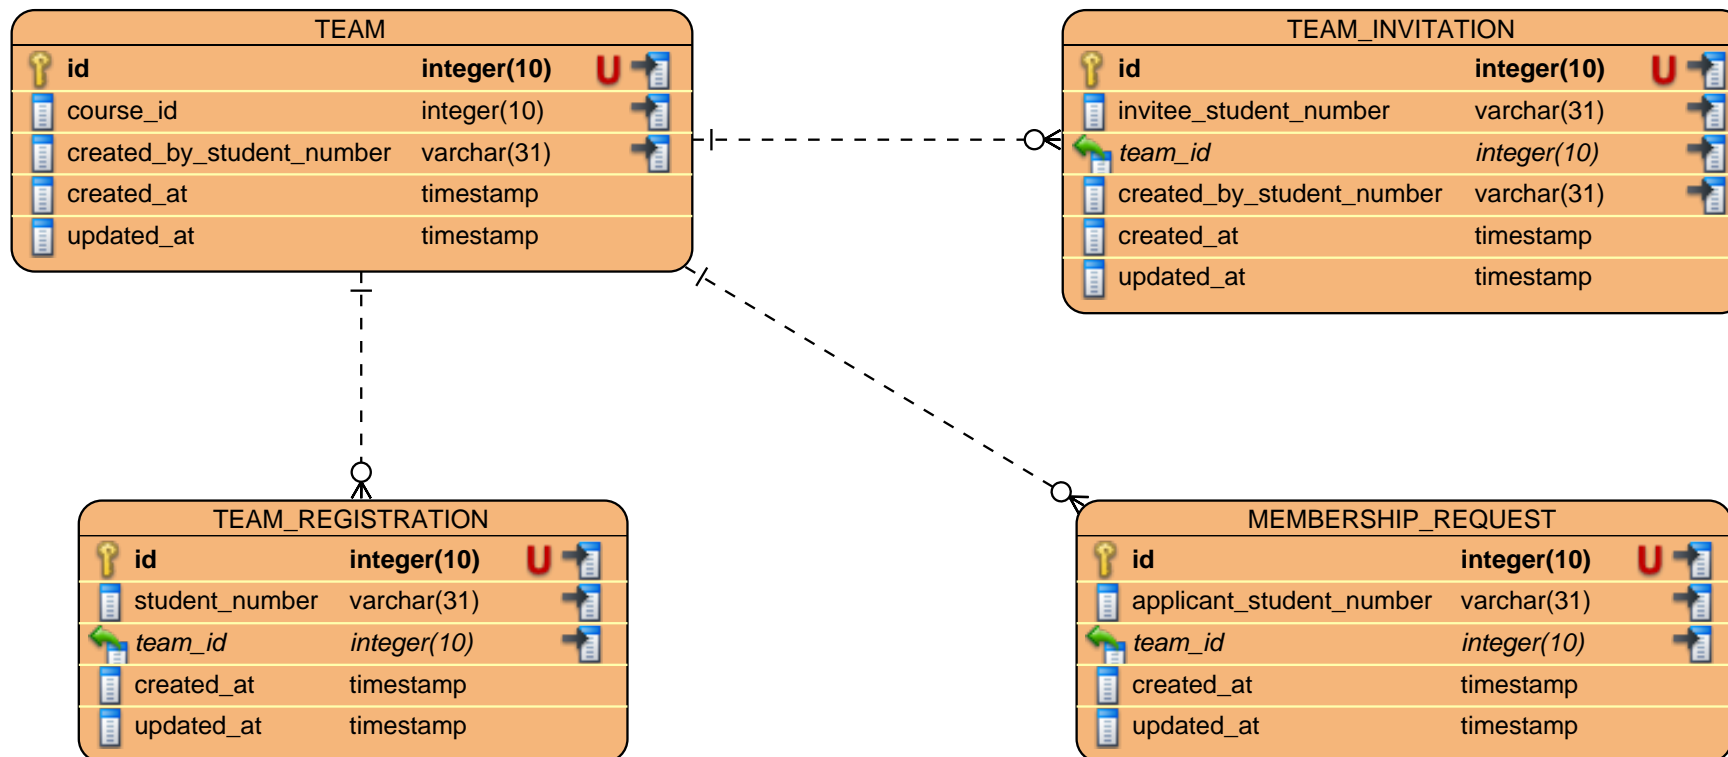 TEAM
id integer(10) U
course_id integer(10)
created_by_student_number varchar(31)
created_at timestamp
updated_at timestamp
TEAM_INVITATION
id integer(10) U
invitee_student_number varchar(31)
team_id integer(10)
created_by_student_number varchar(31)
created_at timestamp
updated_at timestamp
TEAM_REGISTRATION
id integer(10) U
student_number varchar(31)
team_id integer(10)
created_at timestamp
updated_at timestamp
MEMBERSHIP_REQUEST
id integer(10) U
applicant_student_number varchar(31)
team_id integer(10)
created_at timestamp
updated_at timestamp